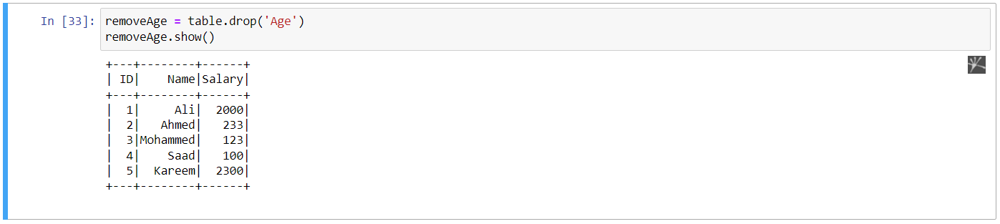 In [33]: removeAge = table.drop('Age')
removeAge.show()
+---+--------+------+
| ID|    Name|Salary|
+---+--------+------+
|  1|     Ali|  2000|
|  2|   Ahmed|   233|
|  3|Mohammed|   123|
|  4|    Saad|   100|
|  5|  Kareem|  2300|
+---+--------+------+